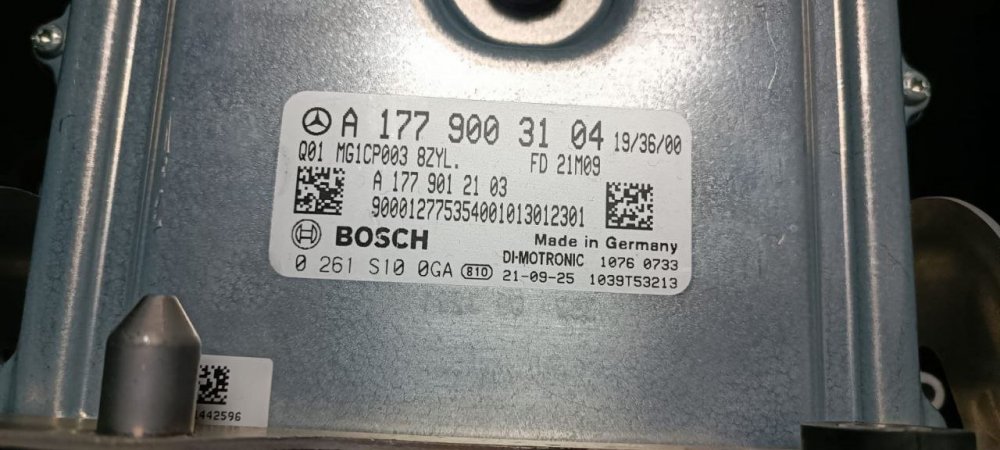 A 177 900 31 04 19/36/00
Q01 MG1CP003 8ZYL. FD 21M09
A 177 901 21 03
900012775354001013012301
BOSCH Made in Germany
DI-MOTRONIC 1076 0733
0 261 S10 0GA 810 21-09-25 1039T53213
442596